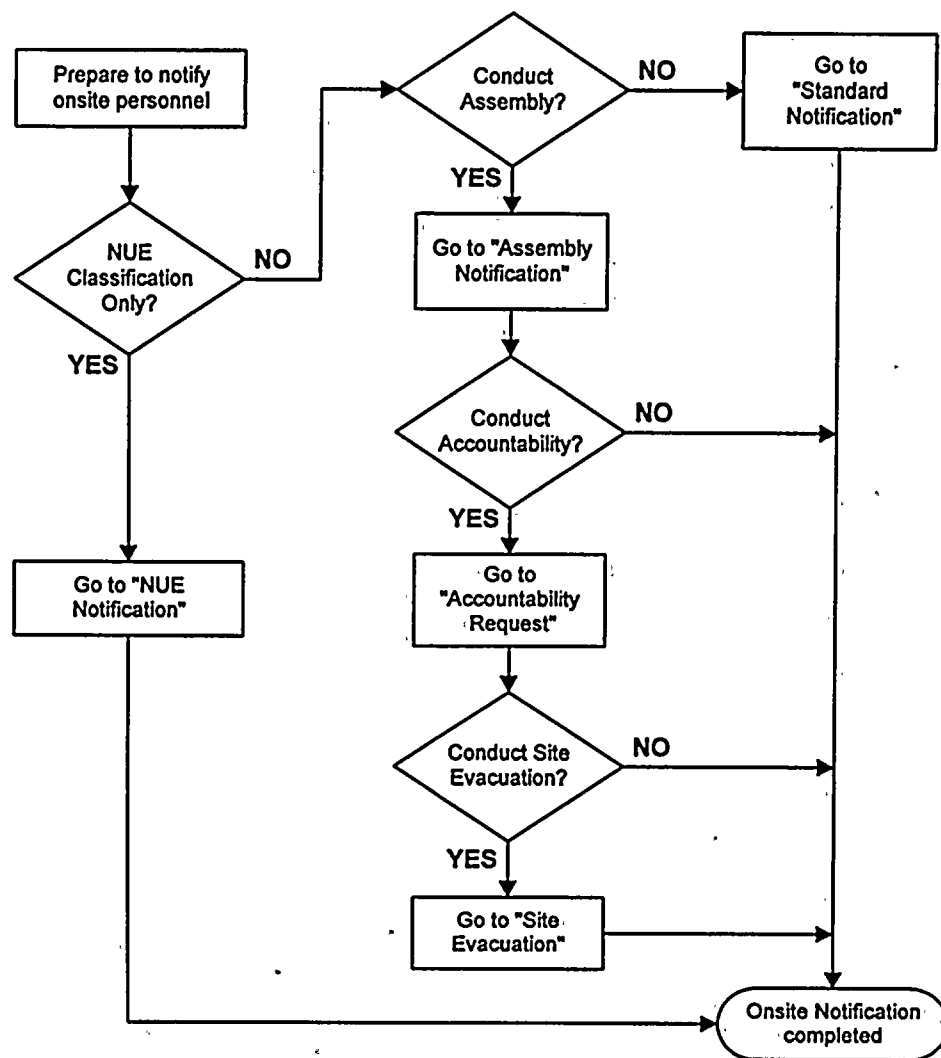 Prepare to notify
onsite personnel
NUE
Classification
Only?
NO
YES
Go to "NUE
Notification"
Conduct
Assembly?
NO
Go to
"Standard
Notification"
YES
Go to "Assembly
Notification"
Conduct
Accountability?
NO
YES
Go to
"Accountability
Request"
Conduct Site
Evacuation?
NO
YES
Go to "Site
Evacuation"
Onsite Notification
completed